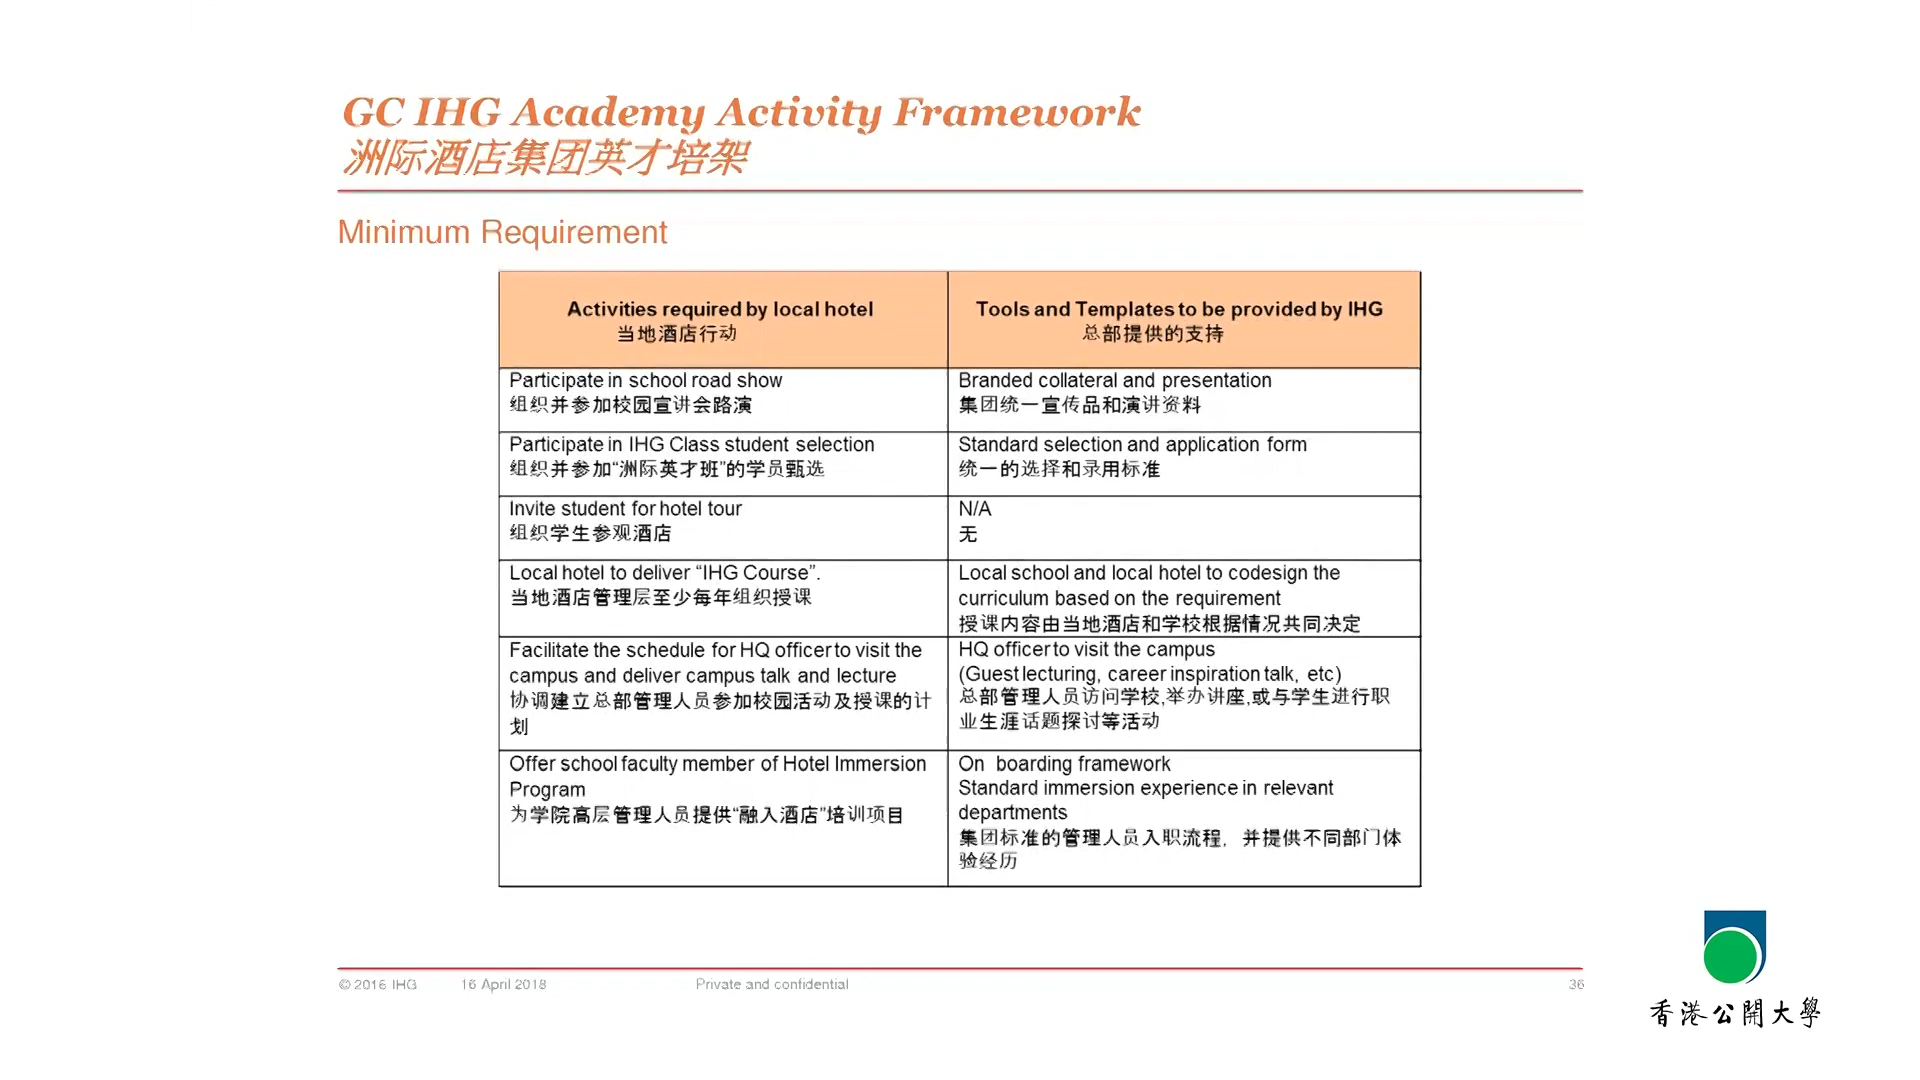 GC IHG Academy Activity Framework
洲际酒店集团英才培架
Minimum Requirement
Activities required by local hotel
当地酒店行动
Tools and Templates to be provided by IHG
总部提供的支持
Participate in school road show
组织并参加校园宣讲会路演
Branded collateral and presentation
集团统一宣传品和演讲资料
Participate in IHG Class student selection
组织并参加“洲际英才班”的学员甄选
Standard selection and application form
统一的选择和录用标准
Invite student for hotel tour
组织学生参观酒店
N/A
无
Local hotel to deliver “IHG Course”.
当地酒店管理层至少每年组织授课
Local school and local hotel to codesign the
curriculum based on the requirement
授课内容由当地酒店和学校根据情况共同决定
Facilitate the schedule for HQ officer to visit the
campus and deliver campus talk and lecture
协调建立总部管理人员参加校园活动及授课的计
划
HQ officer to visit the campus
(Guest lecturing, career inspiration talk, etc)
总部管理人员访问学校,举办讲座,或与学生进行职
业生涯话题探讨等活动
Offer school faculty member of Hotel Immersion
Program
为学院高层管理人员提供“融入酒店”培训项目
On boarding framework
Standard immersion experience in relevant
departments
集团标准的管理人员入职流程，并提供不同部门体
验经历
© 2016 IHG
16 April 2018
Private and confidential
36
香港公開大學